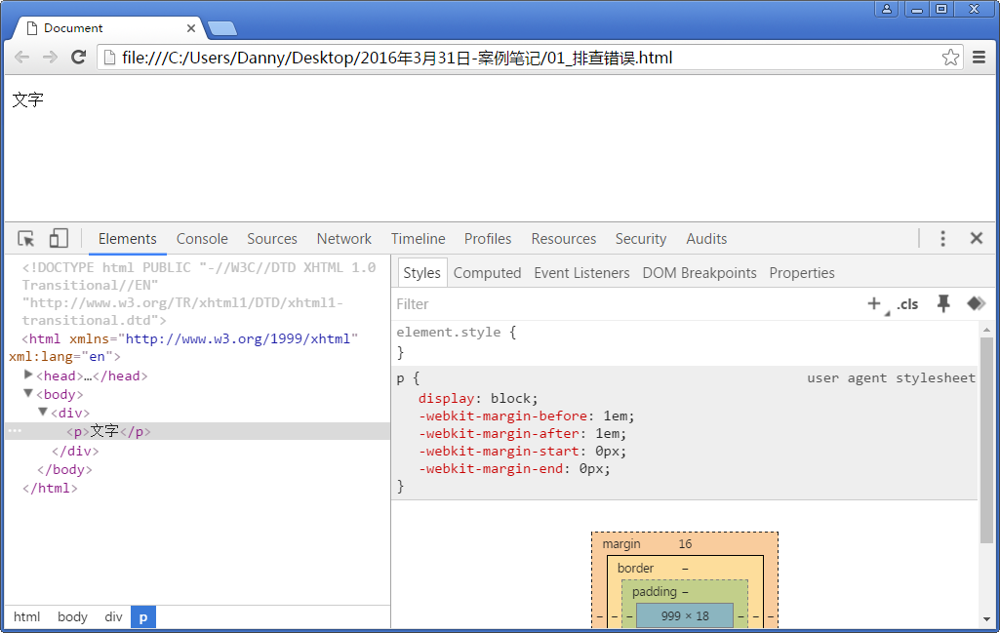 Document
file:///C:/Users/Danny/Desktop/2016年3月31日-案例笔记/01_排查错误.html
文字
Elements Console Sources Network Timeline Profiles Resources Security Audits
<!DOCTYPE html PUBLIC "-//W3C//DTD XHTML 1.0
Transitional//EN"
"http://www.w3.org/TR/xhtml1/DTD/xhtml1-
transitional.dtd">
<html xmlns="http://www.w3.org/1999/xhtml"
xml:lang="en">
<head>…</head>
<body>
<div>
<p>文字</p>
</div>
</body>
</html>
html body div p
Styles Computed Event Listeners DOM Breakpoints Properties
Filter + .cls
element.style {
}
p { user agent stylesheet
display: block;
-webkit-margin-before: 1em;
-webkit-margin-after: 1em;
-webkit-margin-start: 0px;
-webkit-margin-end: 0px;
}
margin 16
border –
padding –
– – – 999 × 18 – – –